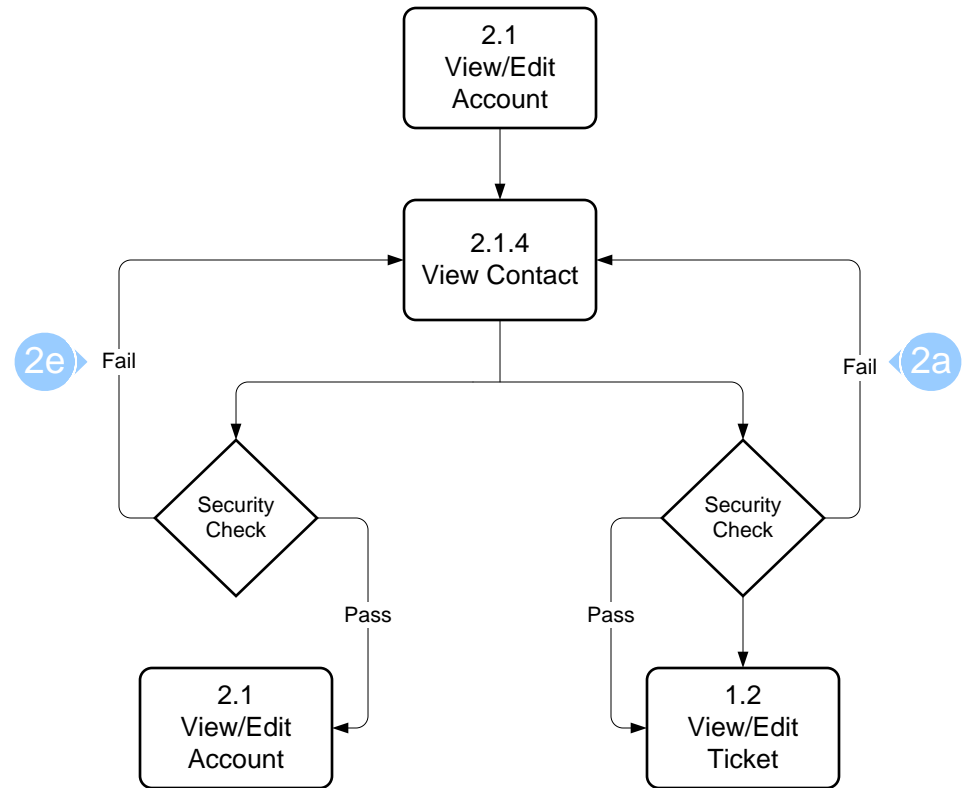 2.1
View/Edit
Account
2.1.4
View Contact
2e
Fail
Fail
2a
Security
Check
Security
Check
Pass
Pass
2.1
View/Edit
Account
1.2
View/Edit
Ticket